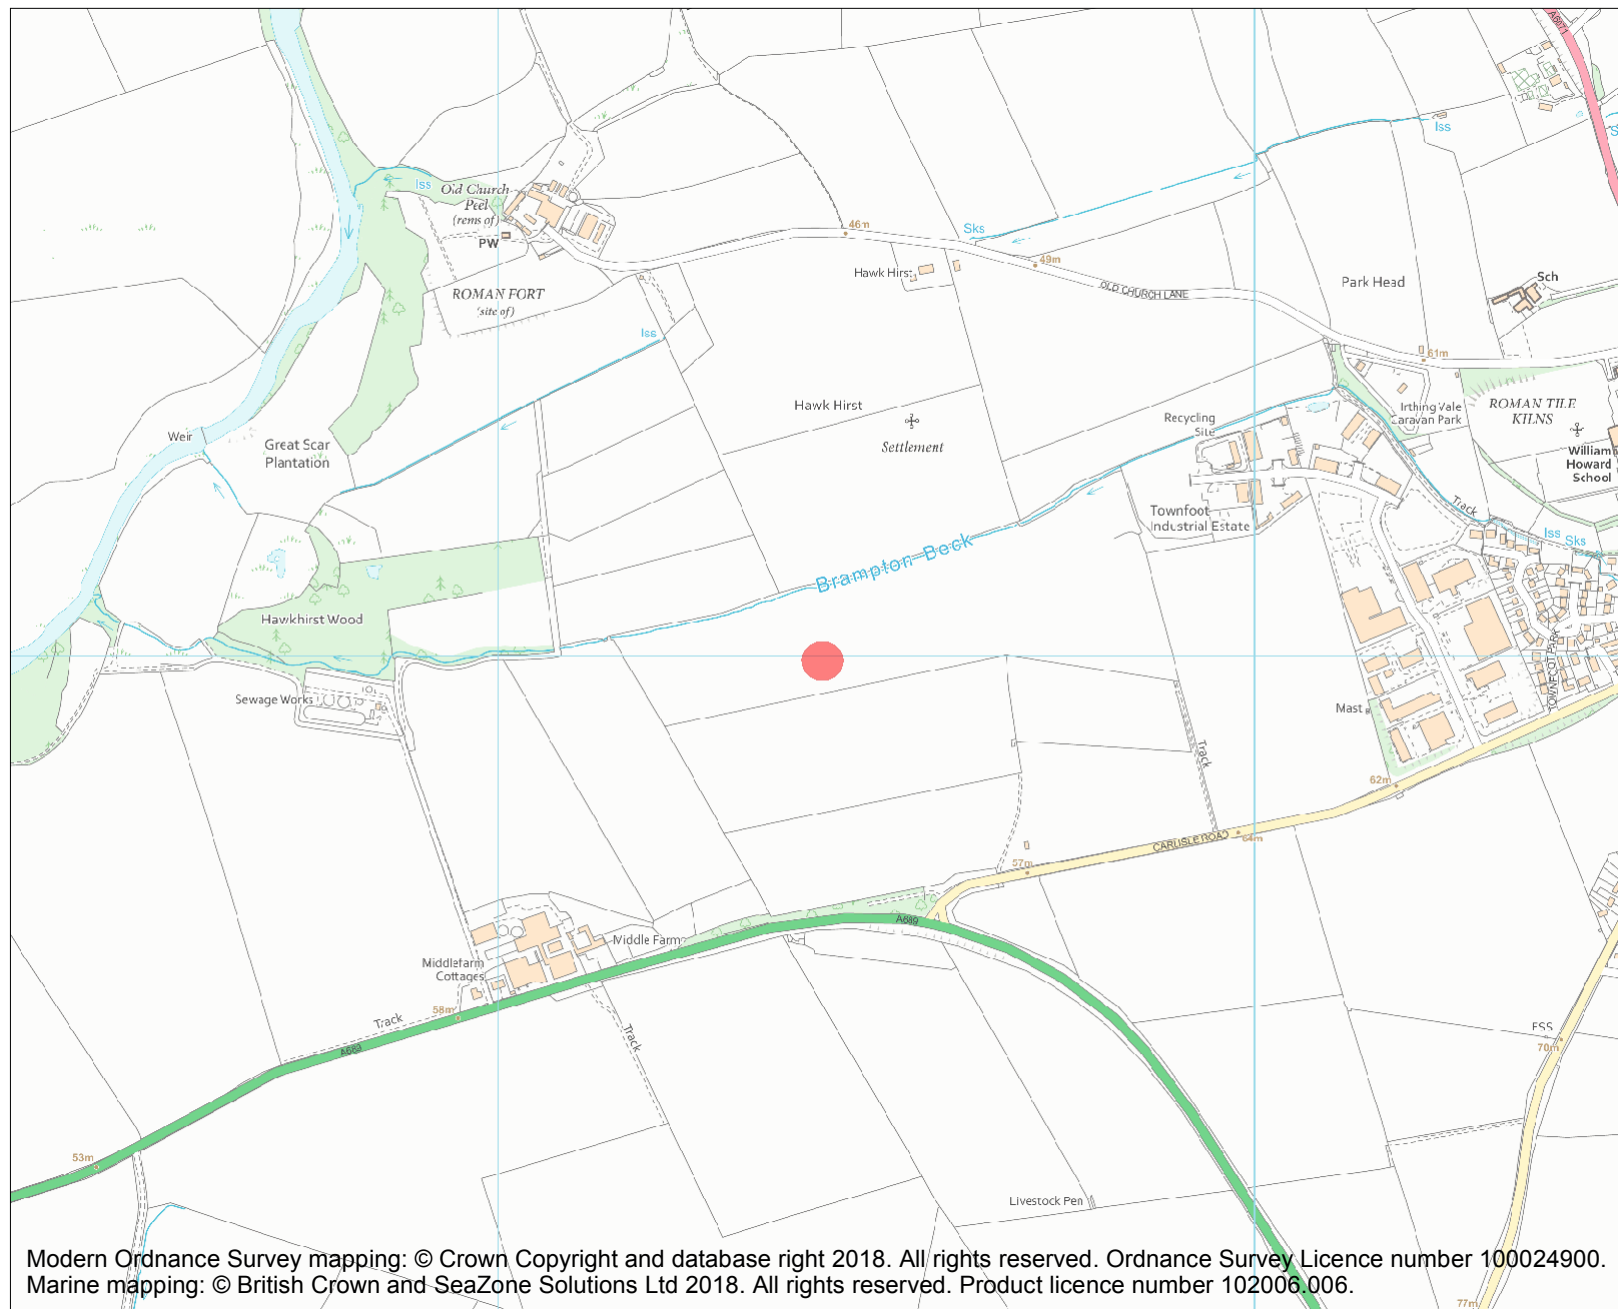 A6071
Iss
S
Iss
Old Church
Peel
(rems of)
PW
46m
Sks
49m
Hawk Hirst
OLD CHURCH LANE
Park Head
Sch
ROMAN FORT
(site of)
Iss
61m
Hawk Hirst
Settlement
Recycling
Site
Irthing Vale
Caravan Park
ROMAN TILE
KILNS
William
Howard
School
Weir
Great Scar
Plantation
Track
Townfoot
Industrial Estate
Iss Sks
Brampton Beck
Hawkhirst Wood
TOWNFOOT PARK
Sewage Works
Mast
Track
62m
CARLISLE ROAD
64m
57m
A689
Middle Farm
Middlefarm
Cottages
58m
Track
Track
A689
ESS
70m
53m
Livestock Pen
Modern Ordnance Survey mapping: © Crown Copyright and database right 2018. All rights reserved. Ordnance Survey Licence number 100024900.
Marine mapping: © British Crown and SeaZone Solutions Ltd 2018. All rights reserved. Product licence number 102006.006.
77m